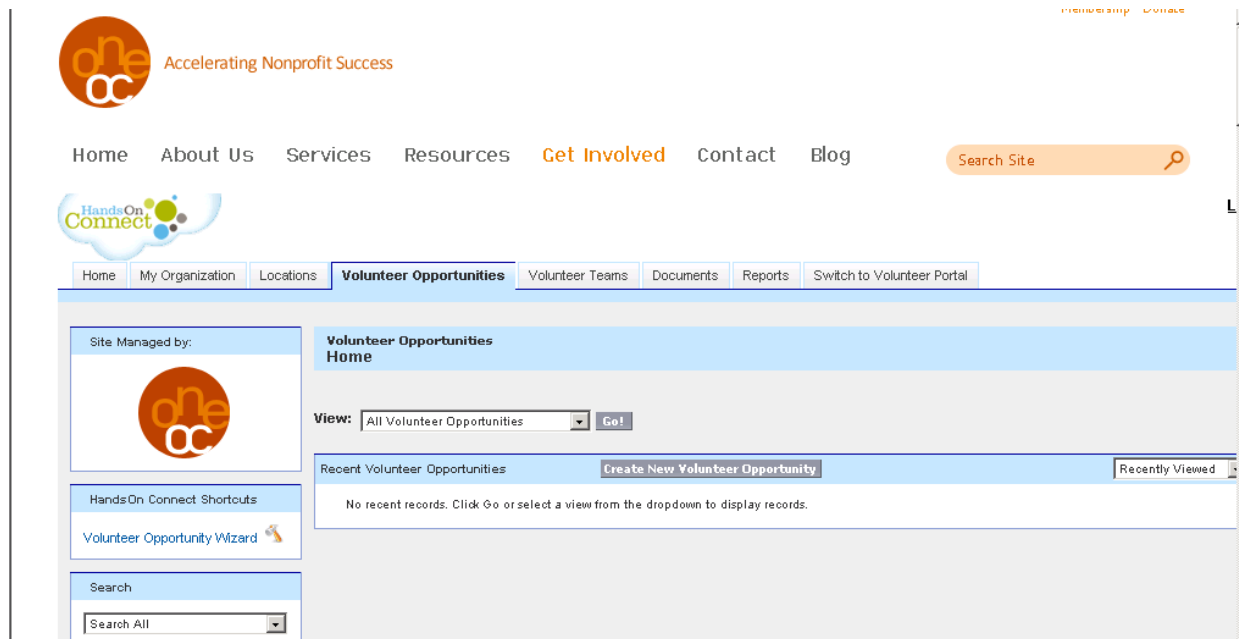 Membership Donate
one
oc
Accelerating Nonprofit Success
Home About Us Services Resources Get Involved Contact Blog
Search Site
HandsOn
Connect
L
Home My Organization Locations Volunteer Opportunities Volunteer Teams Documents Reports Switch to Volunteer Portal
Site Managed by:
one
oc
HandsOn Connect Shortcuts
Volunteer Opportunity Wizard
Search
Search All
Volunteer Opportunities
Home
View: All Volunteer Opportunities Go!
Recent Volunteer Opportunities Create New Volunteer Opportunity Recently Viewed
No recent records. Click Go or select a view from the dropdown to display records.